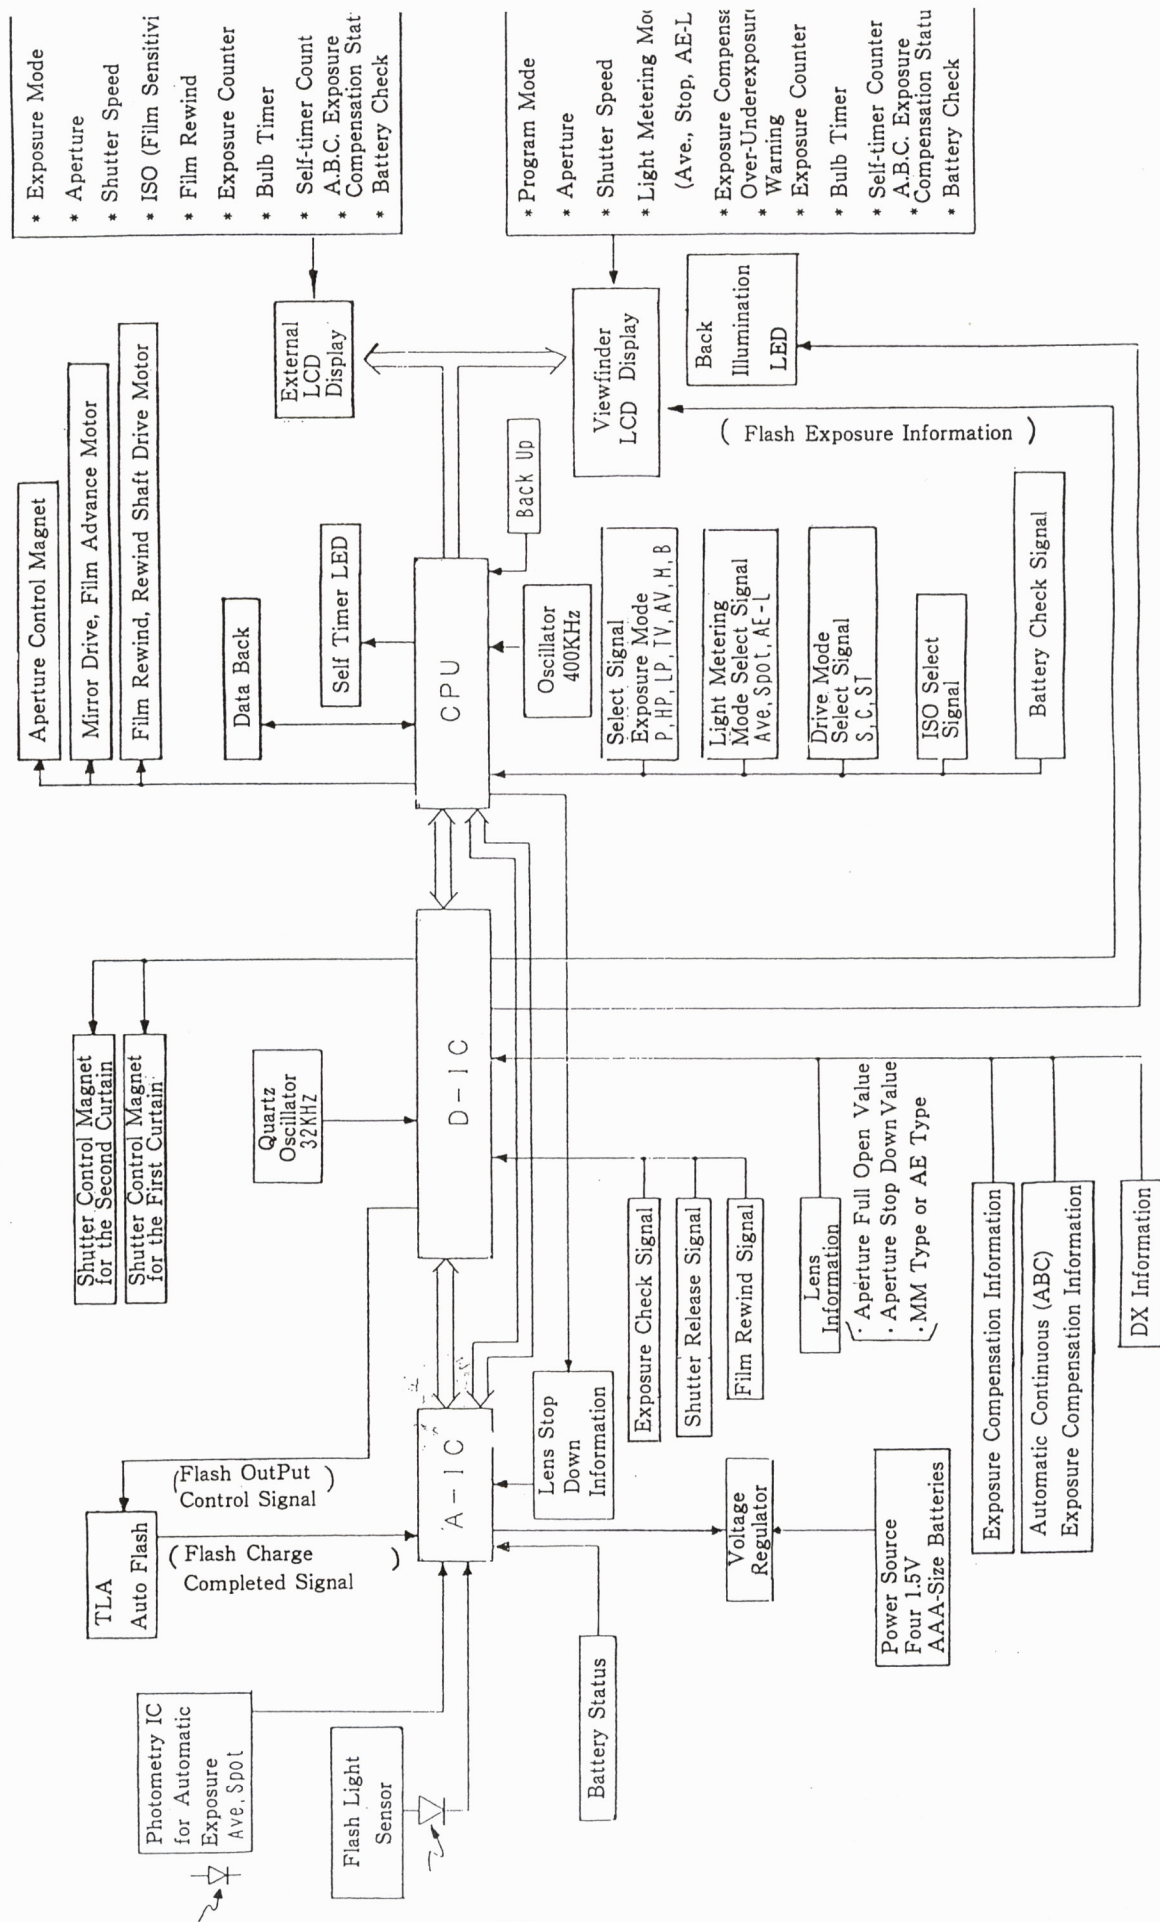 * Exposure Mode
* Aperture
* Shutter Speed
* ISO (Film Sensitivi
* Film Rewind
* Exposure Counter
* Bulb Timer
* Self-timer Count
A.B.C. Exposure
* Compensation Stat
* Battery Check
* Program Mode
* Aperture
* Shutter Speed
* Light Metering Mo
(Ave., Stop, AE-L
* Exposure Compensa
Over-Underexposure
* Warning
* Exposure Counter
* Bulb Timer
* Self-timer Counter
A.B.C. Exposure
* Compensation Statu
* Battery Check
Aperture Control Magnet
Mirror Drive, Film Advance Motor
Film Rewind, Rewind Shaft Drive Motor
External
LCD
Display
Viewfinder
LCD Display
Back
Illumination
LED
( Flash Exposure Information )
Data Back
Self Timer LED
Back Up
CPU
Oscillator
400KHz
Select Signal
Exposure Mode
P,HP,LP,TV,AV,M,B
Light Metering
Mode Select Signal
Ave,Spot,AE-L
Drive Mode
Select Signal
S,C,ST
ISO Select
Signal
Battery Check Signal
Shutter Control Magnet
for the Second Curtain
Shutter Control Magnet
for the First Curtain
Quartz
Oscillator
32KHZ
D-IC
Exposure Check Signal
Shutter Release Signal
Film Rewind Signal
Lens
Information
( · Aperture Full Open Value
· Aperture Stop Down Value
· MM Type or AE Type
Exposure Compensation Information
Automatic Continuous (ABC)
Exposure Compensation Information
DX Information
TLA
Auto Flash
(Flash OutPut
Control Signal )
( Flash Charge
Completed Signal )
A-IC
Lens Stop
Down
Information
Voltage
Regulator
Power Source
Four 1.5V
AAA-Size Batteries
Photometry IC
for Automatic
Exposure
Ave,Spot
Flash Light
Sensor
Battery Status